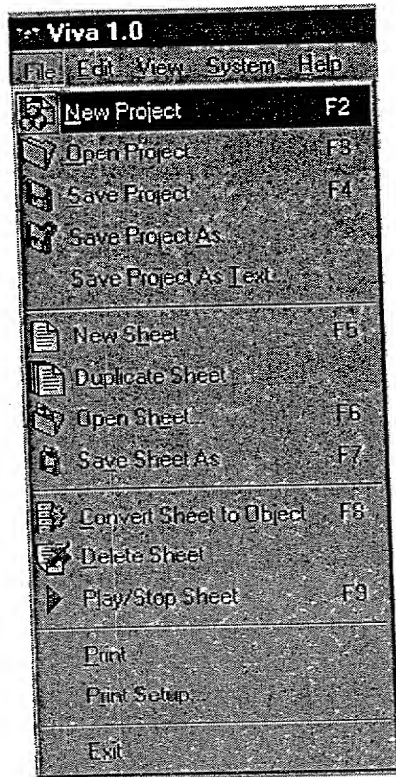 Viva 1.0
File Edit View System Help
New Project F2
Open Project... F3
Save Project F4
Save Project As...
Save Project As Text...
New Sheet F5
Duplicate Sheet
Open Sheet... F6
Save Sheet As F7
Convert Sheet to Object F8
Delete Sheet
Play/Stop Sheet F9
Print
Print Setup...
Exit